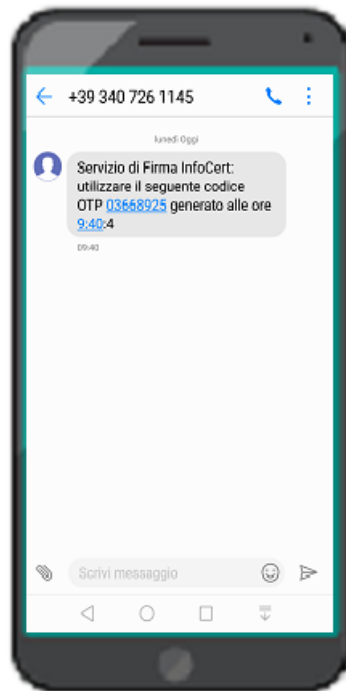 +39 340 726 1145
lunedì Oggi
Servizio di Firma InfoCert:
utilizzare il seguente codice
OTP 03668925 generato alle ore
9:40:4
09:40
Scrivi messaggio